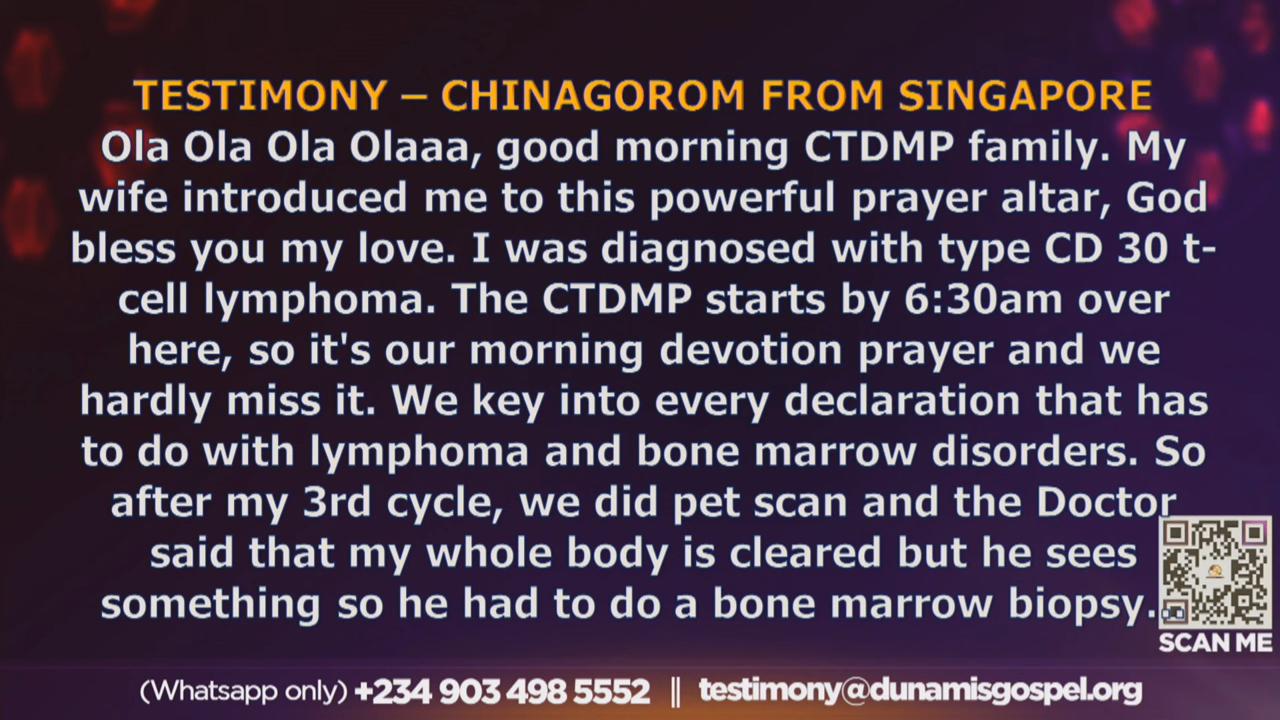 TESTIMONY – CHINAGOROM FROM SINGAPORE
Ola Ola Ola Olaaa, good morning CTDMP family. My
wife introduced me to this powerful prayer altar, God
bless you my love. I was diagnosed with type CD 30 t-
cell lymphoma. The CTDMP starts by 6:30am over
here, so it's our morning devotion prayer and we
hardly miss it. We key into every declaration that has
to do with lymphoma and bone marrow disorders. So
after my 3rd cycle, we did pet scan and the Doctor
said that my whole body is cleared but he sees
something so he had to do a bone marrow biopsy.
SCAN ME
(Whatsapp only) +234 903 498 5552 || testimony@dunamisgospel.org